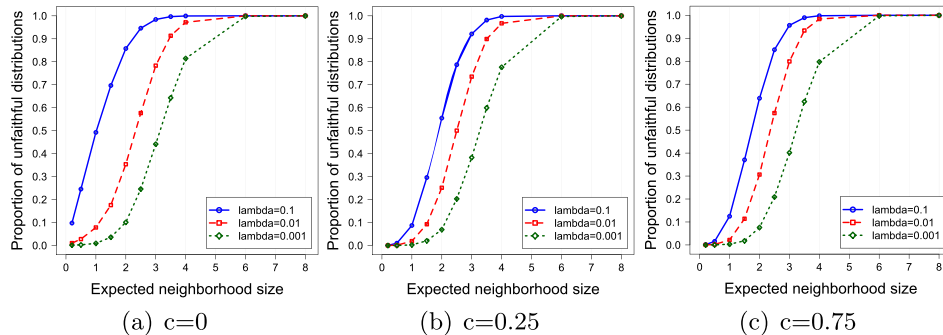 Proportion of unfaithful distributions
1.0
0.9
0.8
0.7
0.6
0.5
0.4
0.3
0.2
0.1
0.0
lambda=0.1
lambda=0.01
lambda=0.001
0 1 2 3 4 5 6 7 8
Expected neighborhood size
(a) c=0
Proportion of unfaithful distributions
1.0
0.9
0.8
0.7
0.6
0.5
0.4
0.3
0.2
0.1
0.0
lambda=0.1
lambda=0.01
lambda=0.001
0 1 2 3 4 5 6 7 8
Expected neighborhood size
(b) c=0.25
Proportion of unfaithful distributions
1.0
0.9
0.8
0.7
0.6
0.5
0.4
0.3
0.2
0.1
0.0
lambda=0.1
lambda=0.01
lambda=0.001
0 1 2 3 4 5 6 7 8
Expected neighborhood size
(c) c=0.75